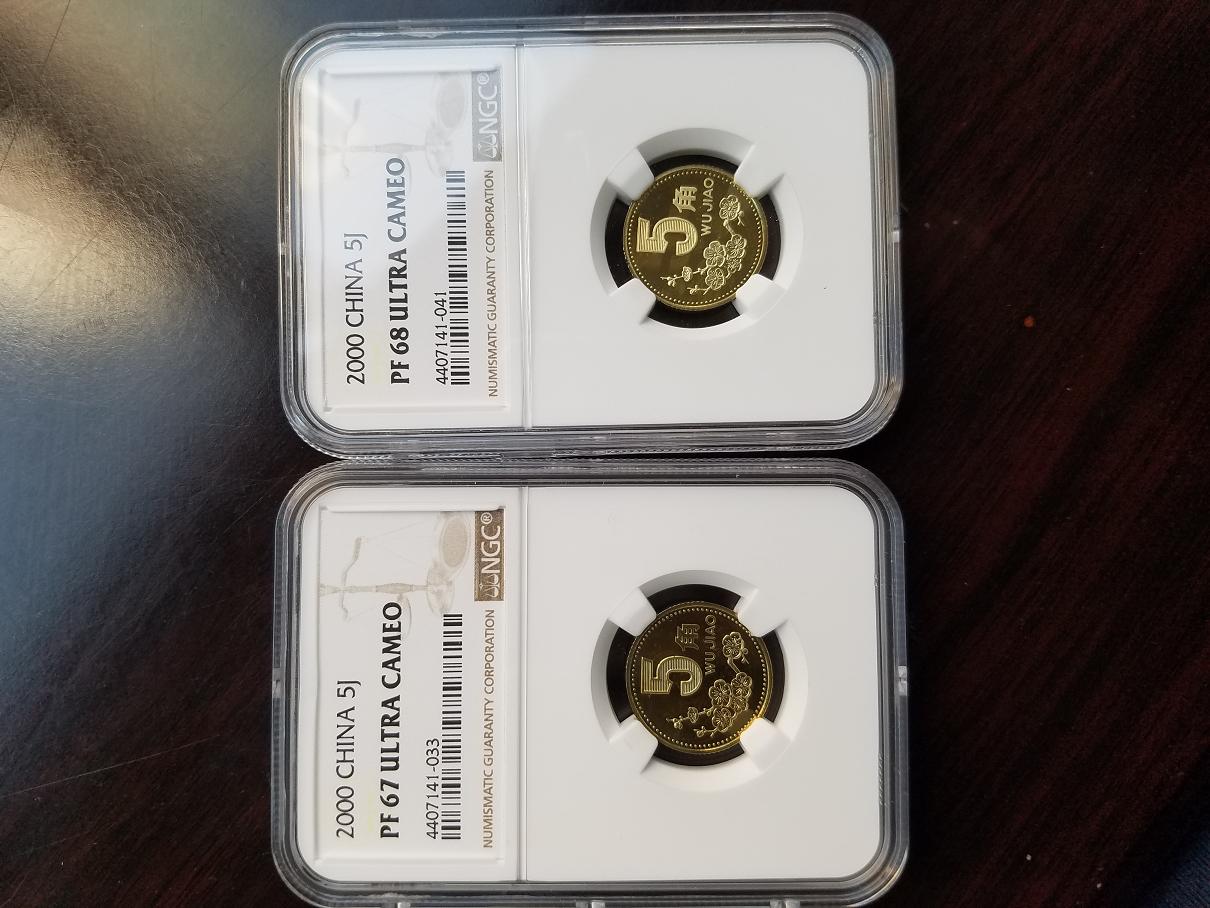 2000 CHINA 5J
PF 68 ULTRA CAMEO
4407141-041
NGC®
NUMISMATIC GUARANTY CORPORATION
5角
WU JIAO
2000 CHINA 5J
PF 67 ULTRA CAMEO
4407141-033
NGC®
NUMISMATIC GUARANTY CORPORATION
5角
WU JIAO